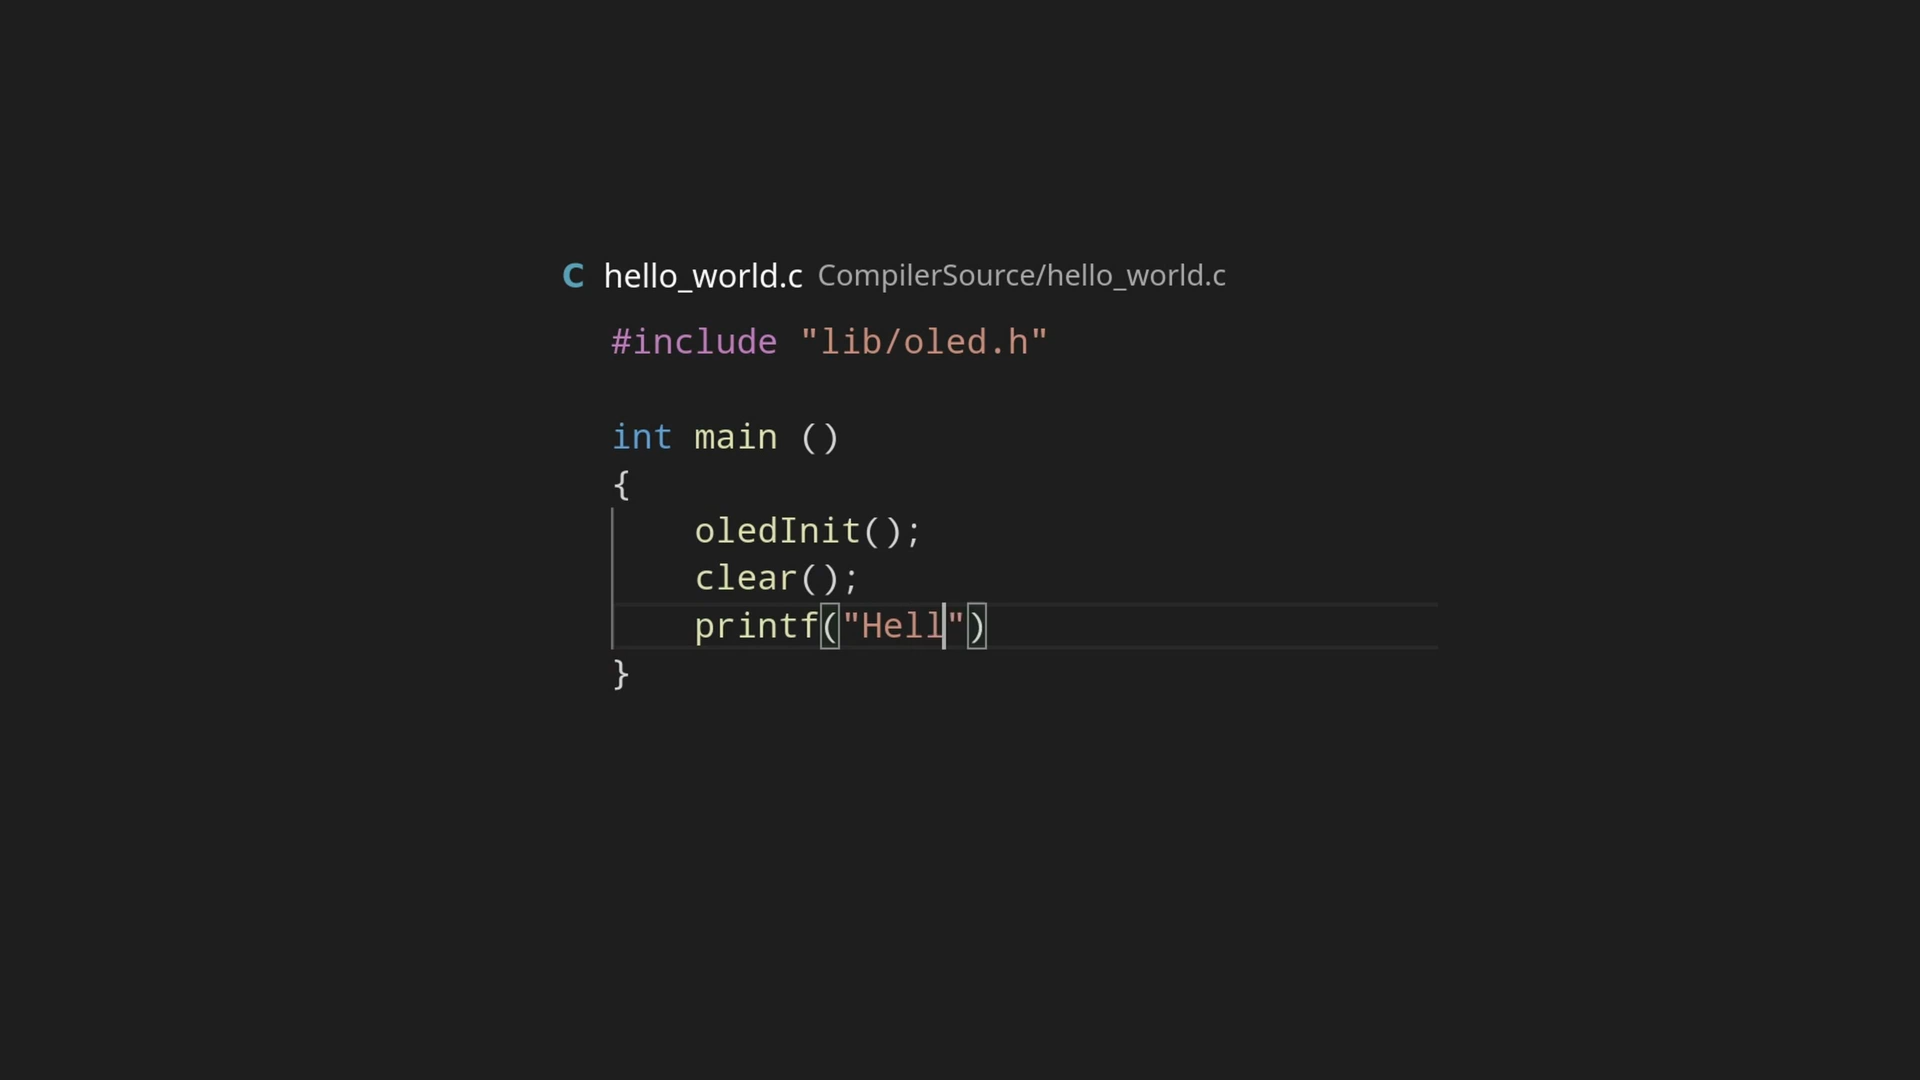 C hello_world.c CompilerSource/hello_world.c
#include "lib/oled.h"
int main ()
{
    oledInit();
    clear();
    printf("Hell")
}